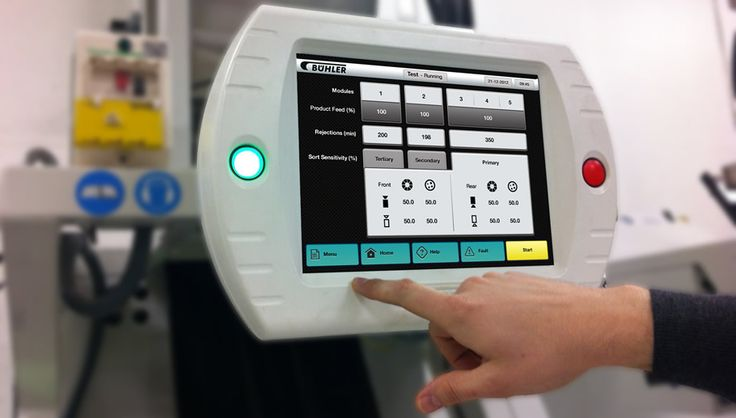 BÜHLER
Test - Running
21-12-2012
09:45
Modules 1 2 3 4 5
Product Feed (%) 100 100 100
Rejections (min) 200 198 350
Sort Sensitivity (%) Tertiary Secondary Primary
Front Rear
50.0 50.0 50.0 50.0
50.0 50.0 50.0 50.0
Menu Home Help Fault Start